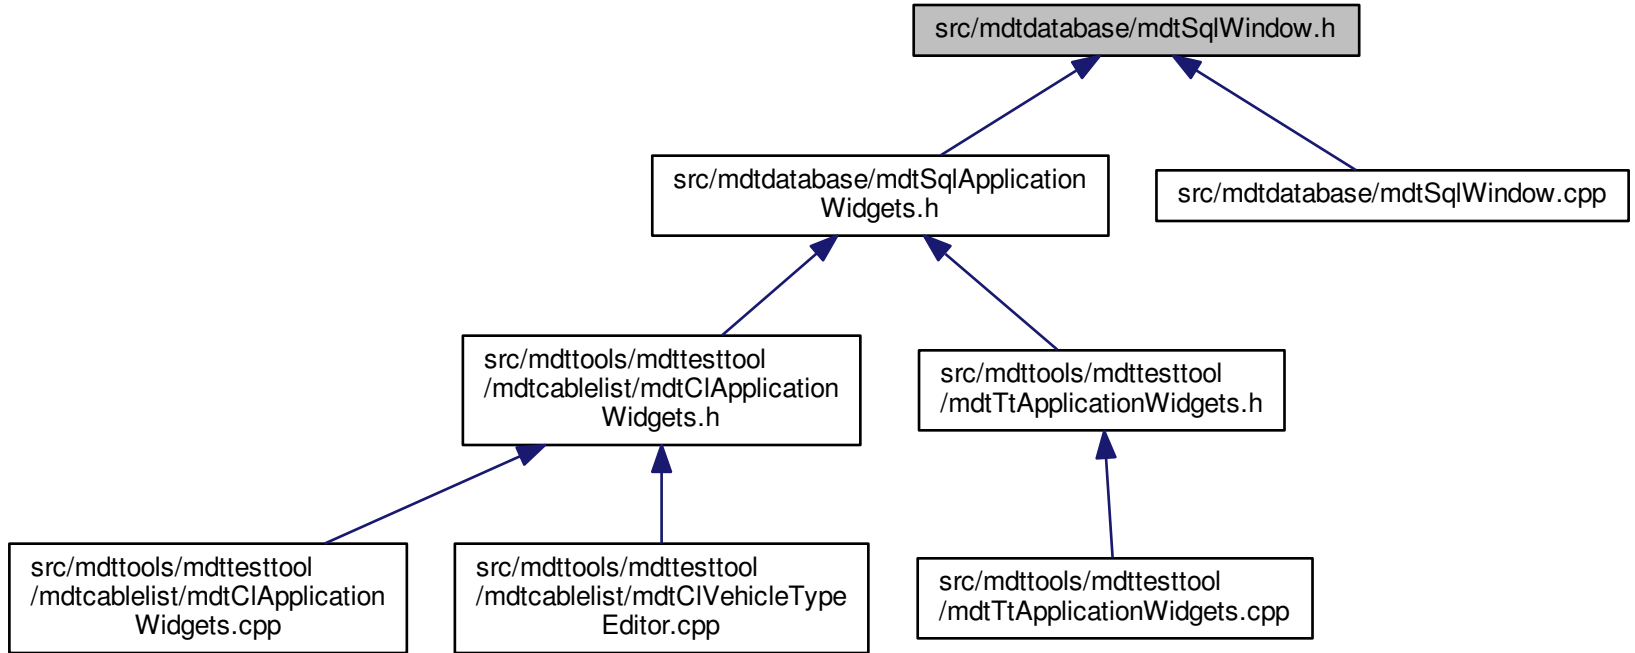 src/mdtdatabase/mdtSqlWindow.h
src/mdtdatabase/mdtSqlApplication
Widgets.h
src/mdtdatabase/mdtSqlWindow.cpp
src/mdttools/mdttesttool
/mdtcablelist/mdtClApplication
Widgets.h
src/mdttools/mdttesttool
/mdtTtApplicationWidgets.h
src/mdttools/mdttesttool
/mdtcablelist/mdtClApplication
Widgets.cpp
src/mdttools/mdttesttool
/mdtcablelist/mdtClVehicleType
Editor.cpp
src/mdttools/mdttesttool
/mdtTtApplicationWidgets.cpp